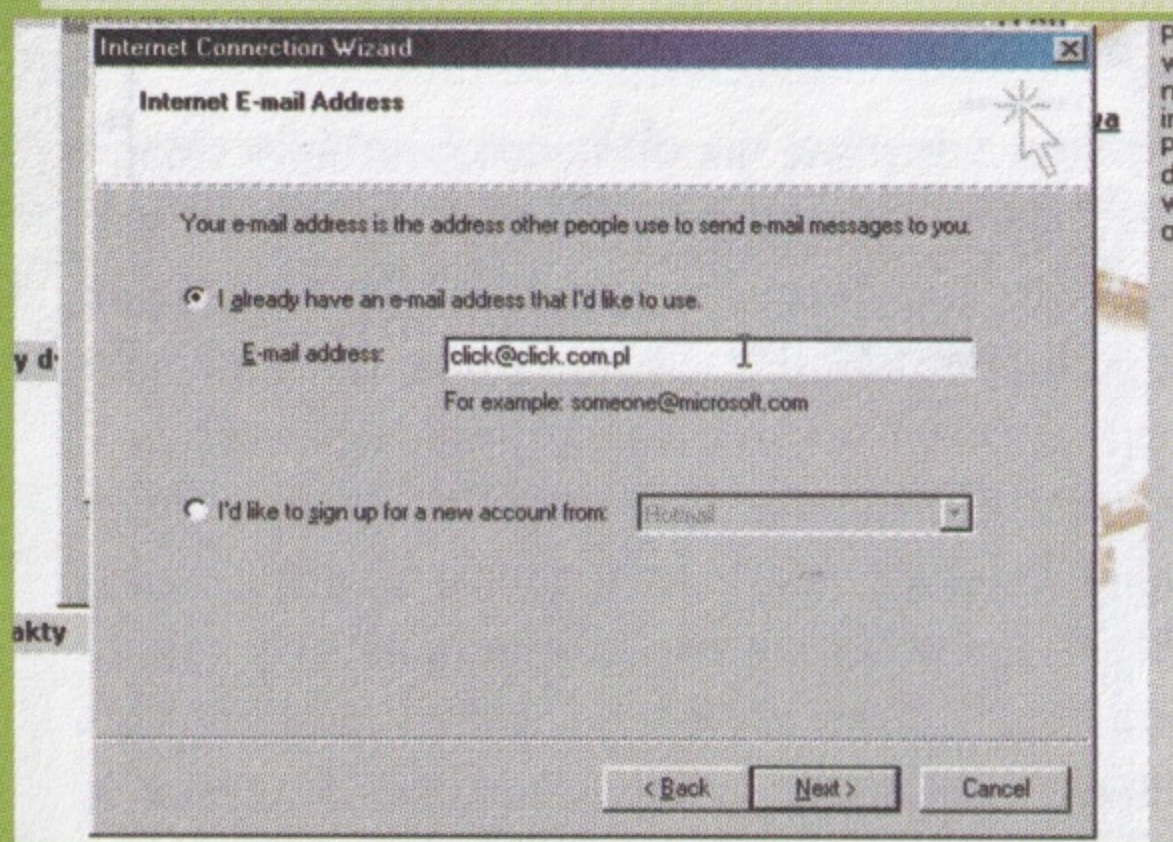 Internet Connection Wizard
Internet E-mail Address
Your e-mail address is the address other people use to send e-mail messages to you.
I already have an e-mail address that I'd like to use.
E-mail address: click@click.com.pl
For example: someone@microsoft.com
I'd like to sign up for a new account from: Hotmail
akty
< Back Next > Cancel